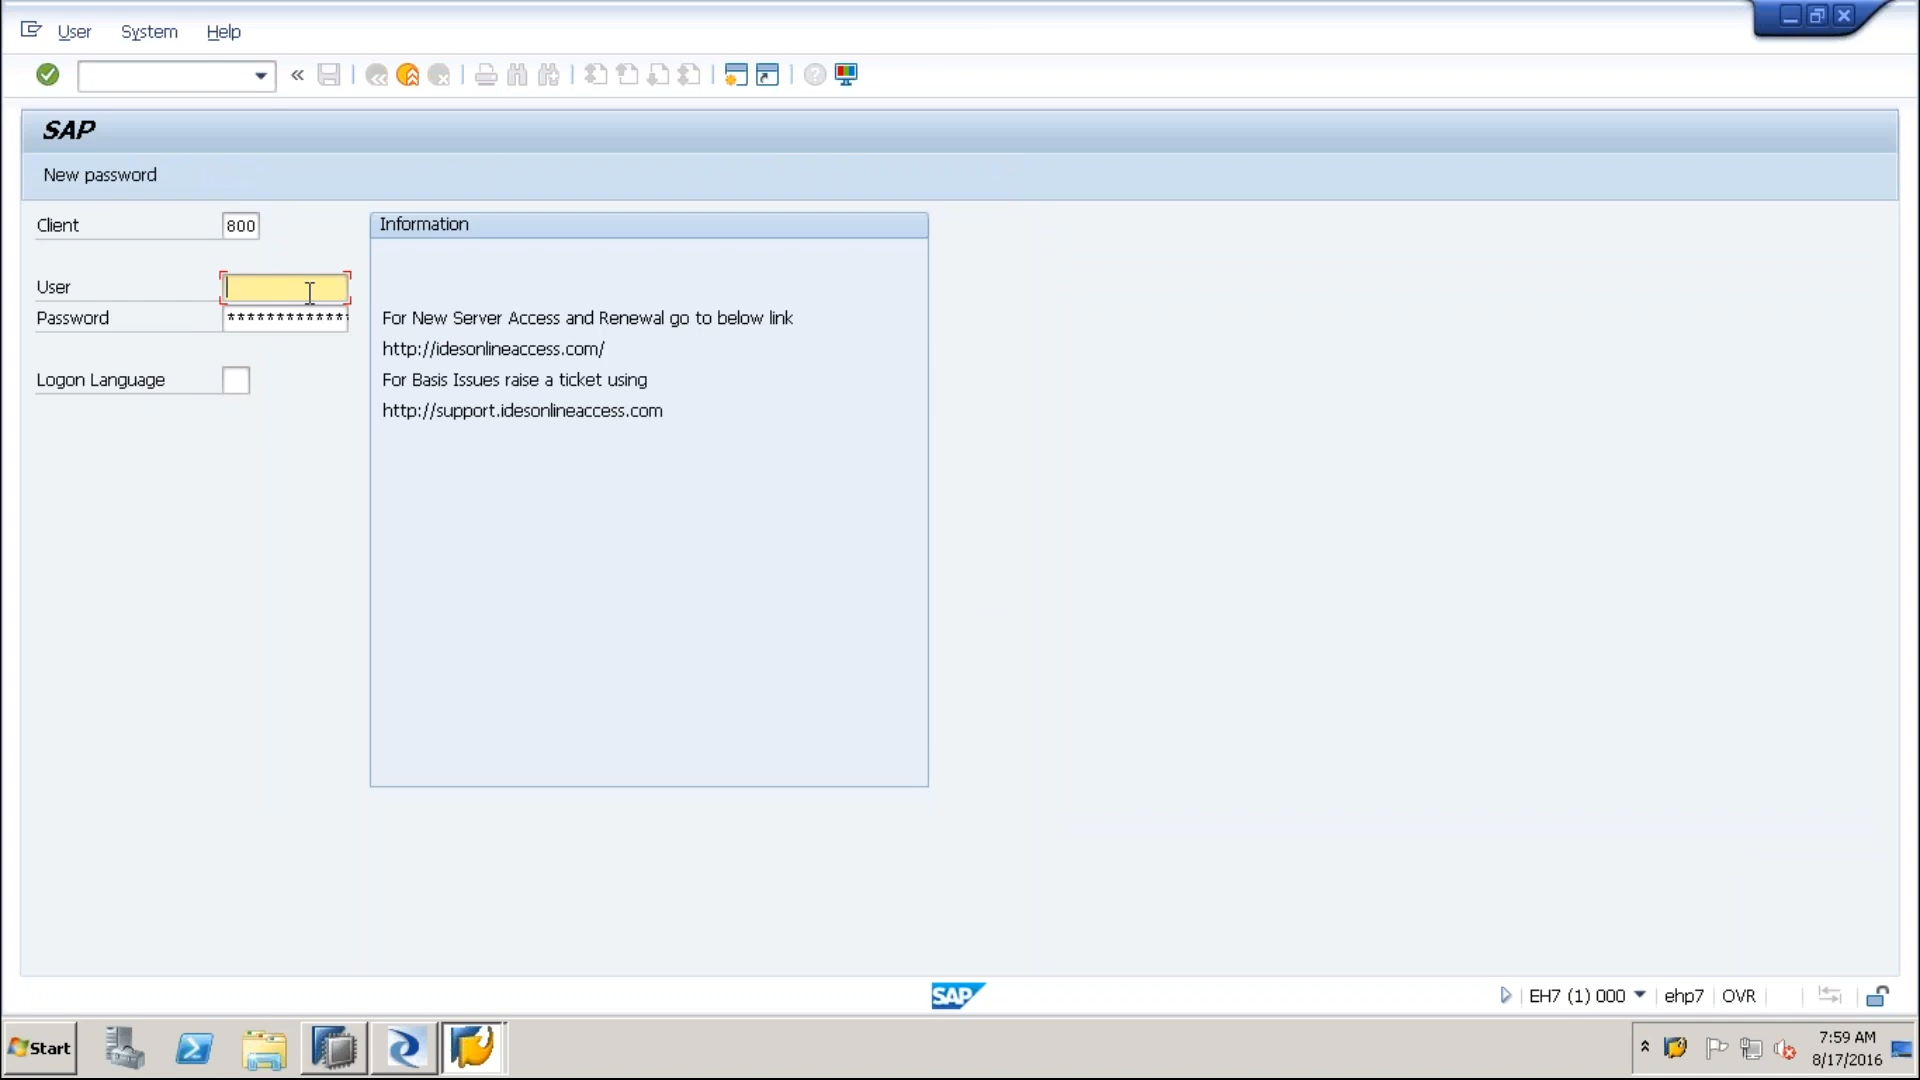 User System Help
SAP
New password
Client 800
Information
User
Password *************
For New Server Access and Renewal go to below link
http://idesonlineaccess.com/
Logon Language
For Basis Issues raise a ticket using
http://support.idesonlineaccess.com
SAP
EH7 (1) 000 ehp7 OVR
Start
7:59 AM
8/17/2016